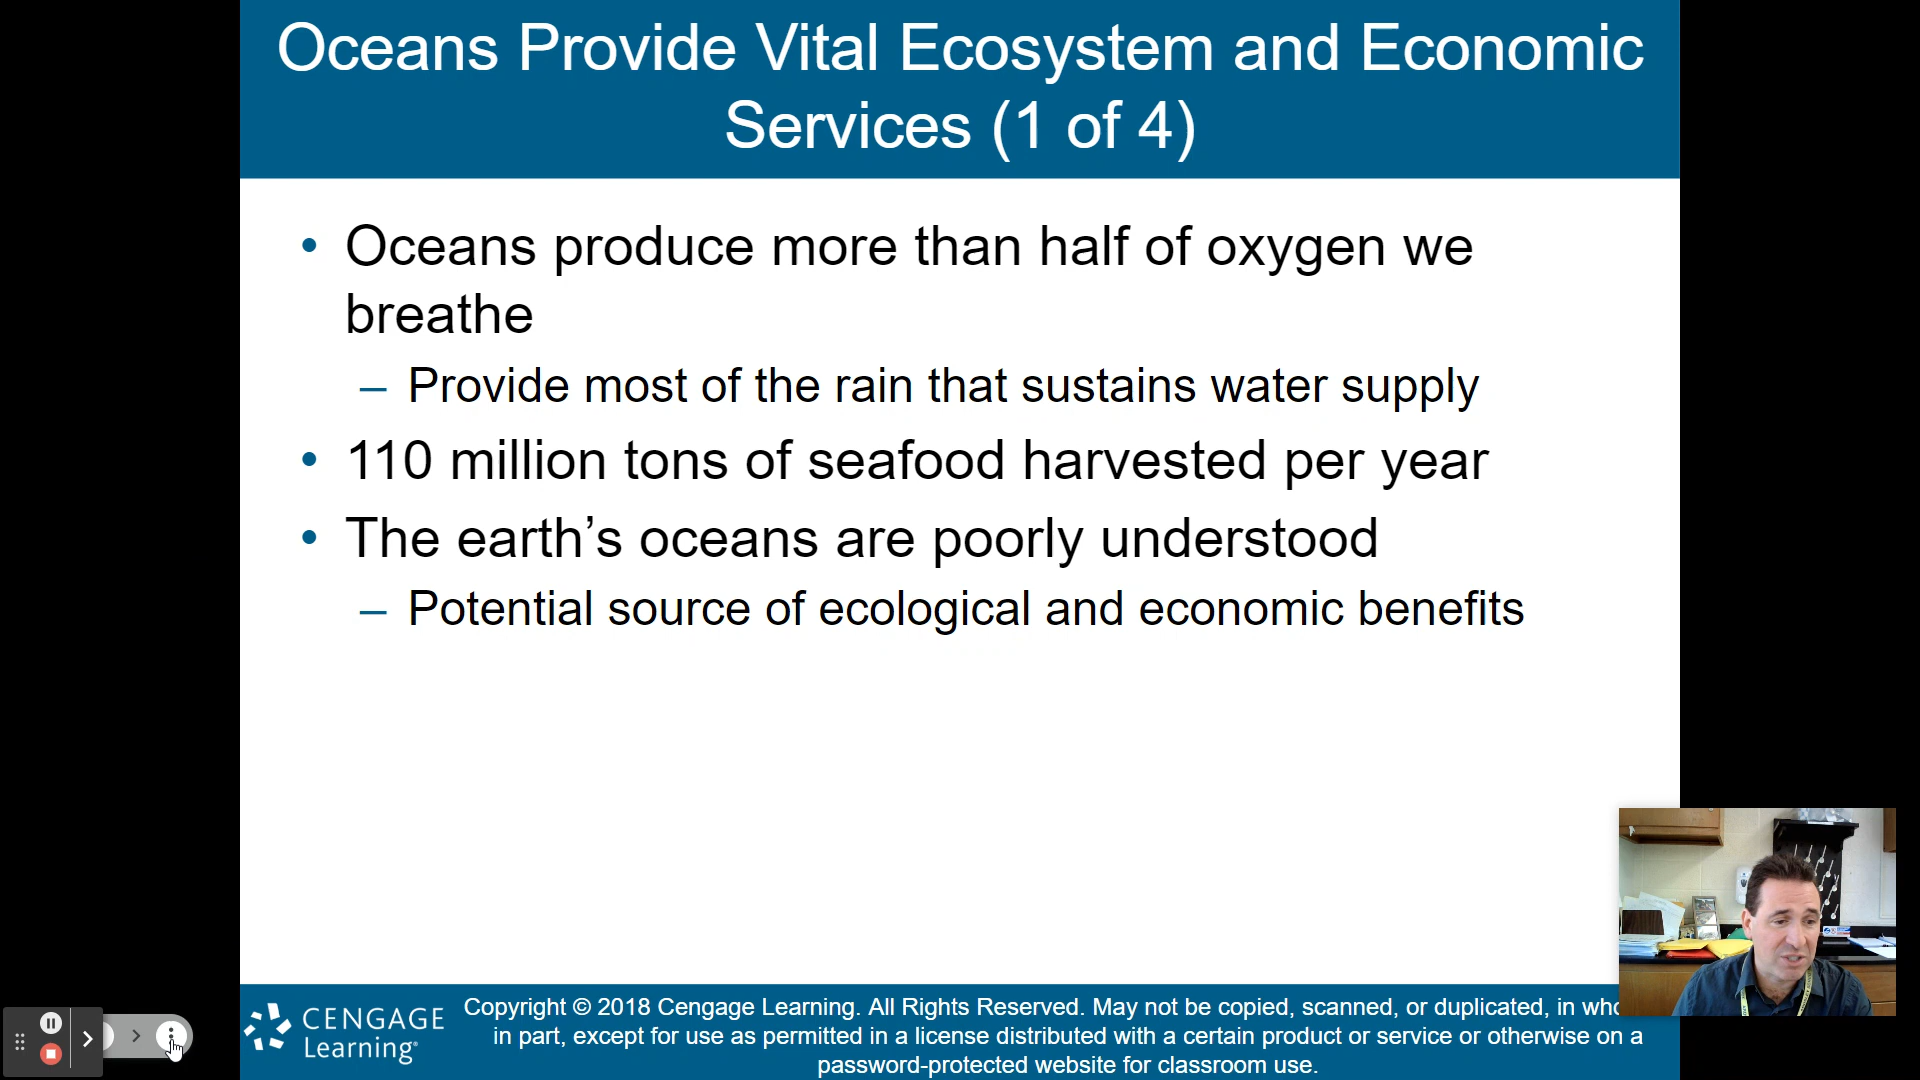 Oceans Provide Vital Ecosystem and Economic
Services (1 of 4)
• Oceans produce more than half of oxygen we
breathe
– Provide most of the rain that sustains water supply
• 110 million tons of seafood harvested per year
• The earth’s oceans are poorly understood
– Potential source of ecological and economic benefits
CENGAGE
Learning®
Copyright © 2018 Cengage Learning. All Rights Reserved. May not be copied, scanned, or duplicated, in
in part, except for use as permitted in a license distributed with a certain product or service or otherwise on a
password-protected website for classroom use.